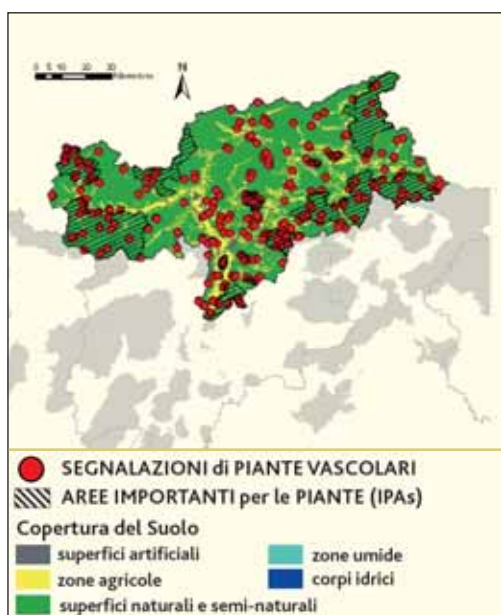 N
0 5 10 20 30
Kilometers
SEGNALAZIONI di PIANTE VASCOLARI
AREE IMPORTANTI per le PIANTE (IPAs)
Copertura del Suolo
superfici artificiali
zone umide
zone agricole
corpi idrici
superfici naturali e semi-naturali